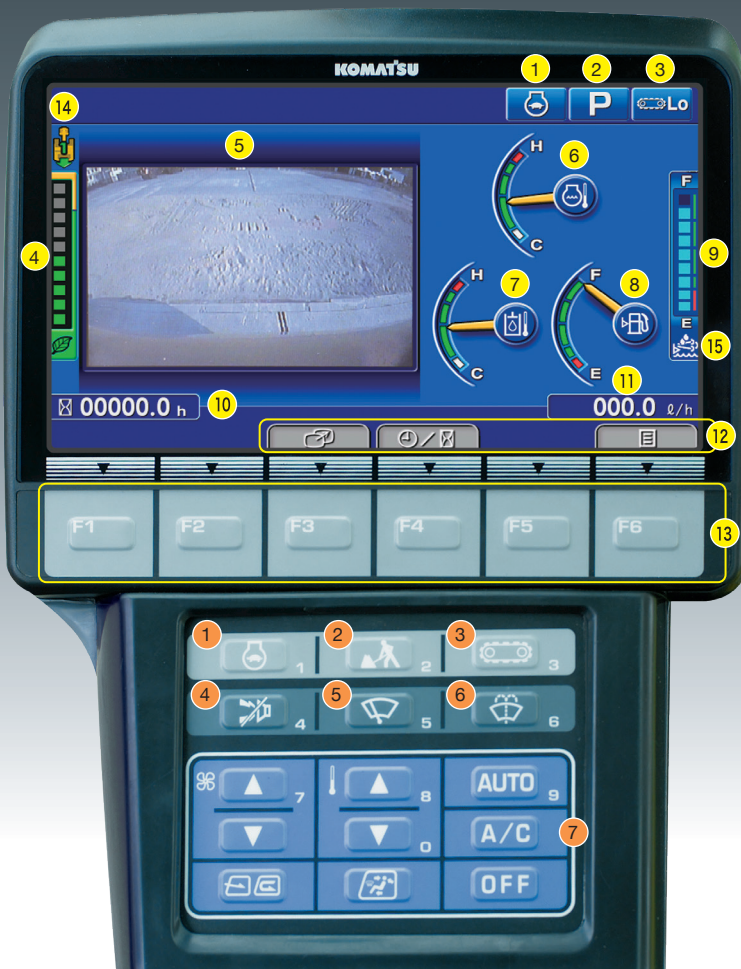 KOMATSU
1 2 3
P Lo
14
5
H
6
F
4
C
9
H
7
F
8
C
E
E
15
11
00000.0 h 10
000.0 ℓ/h
12
F1 F2 F3 F4 F5 F6
13
1 2 3
1 2 3
4 5 6
4 5 6
7 8 AUTO 9
0 A/C 7
OFF